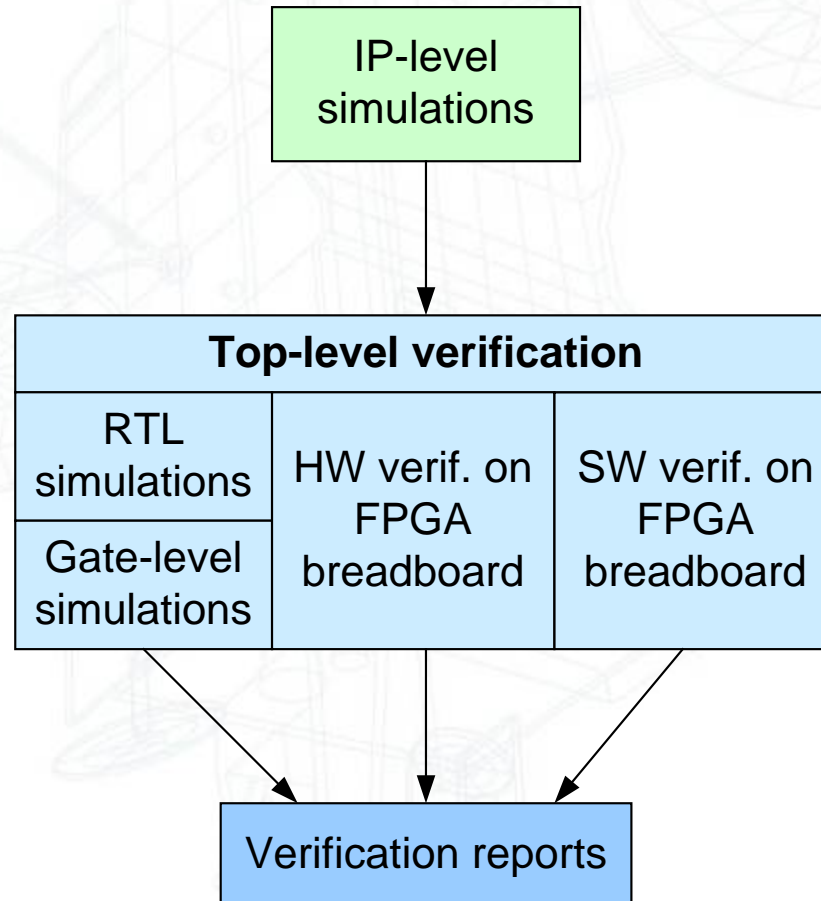 IP-level
simulations
Top-level verification
RTL
simulations
Gate-level
simulations
HW verif. on
FPGA
breadboard
SW verif. on
FPGA
breadboard
Verification reports